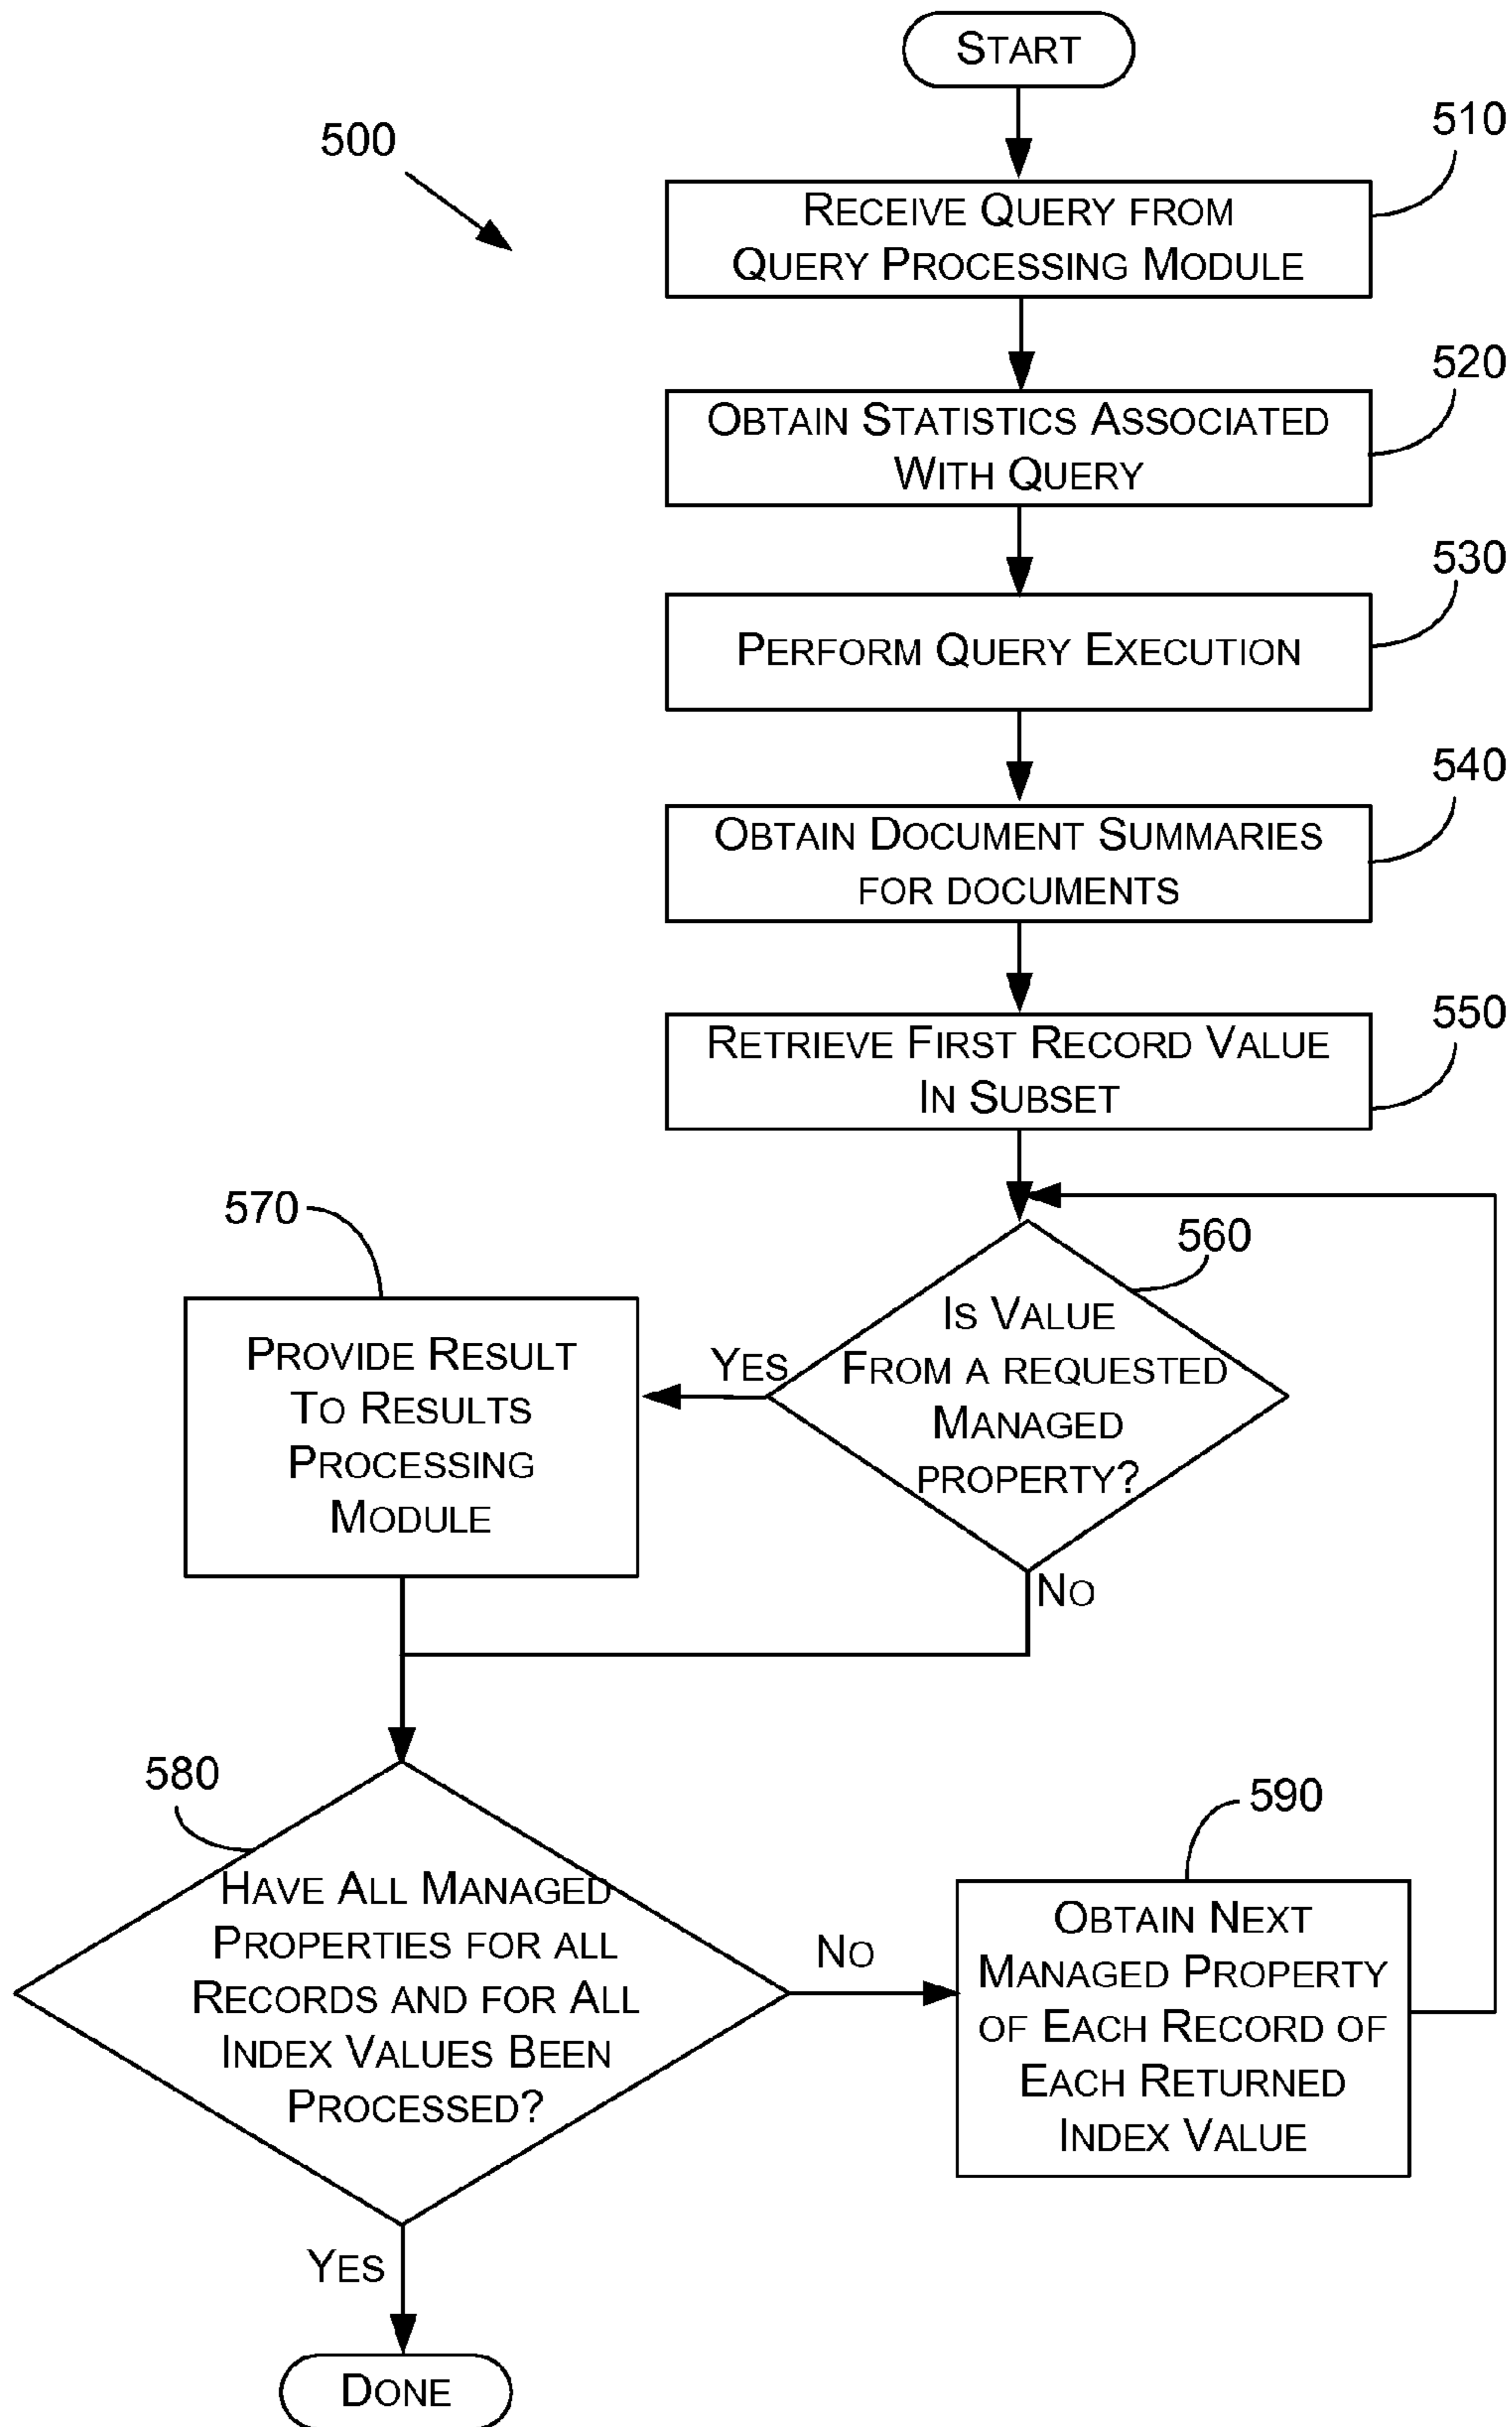 START
500
510
RECEIVE QUERY FROM
QUERY PROCESSING MODULE
520
OBTAIN STATISTICS ASSOCIATED
WITH QUERY
530
PERFORM QUERY EXECUTION
540
OBTAIN DOCUMENT SUMMARIES
FOR DOCUMENTS
550
RETRIEVE FIRST RECORD VALUE
IN SUBSET
560
IS VALUE
FROM A REQUESTED
MANAGED
PROPERTY?
YES
NO
570
PROVIDE RESULT
TO RESULTS
PROCESSING
MODULE
580
HAVE ALL MANAGED
PROPERTIES FOR ALL
RECORDS AND FOR ALL
INDEX VALUES BEEN
PROCESSED?
NO
590
OBTAIN NEXT
MANAGED PROPERTY
OF EACH RECORD OF
EACH RETURNED
INDEX VALUE
YES
DONE